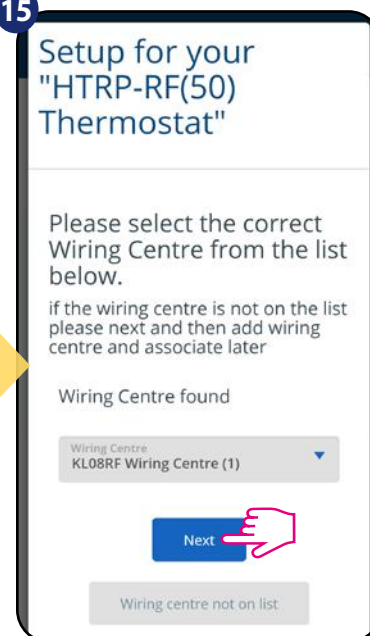 15
Setup for your
"HTRP-RF(50)
Thermostat"
Please select the correct
Wiring Centre from the list
below.
if the wiring centre is not on the list
please next and then add wiring
centre and associate later
Wiring Centre found
Wiring Centre
KL08RF Wiring Centre (1)
Next
Wiring centre not on list